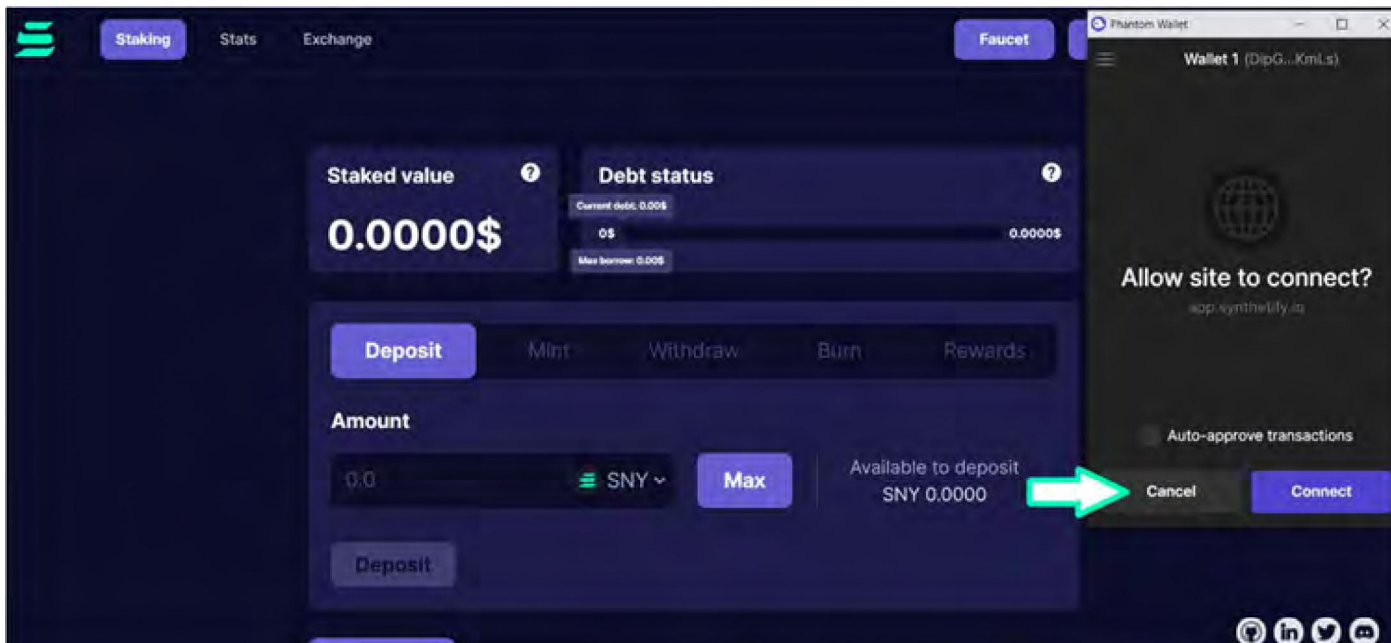 Staking
Stats
Exchange
Faucet
Phantom Wallet
Wallet 1 (DipG...KmLs)
Staked value
?
Debt status
?
Current debt: 0.00$
0.0000$
0$
0.0000$
Max borrow: 0.00$
Allow site to connect?
app.synthetify.io
Deposit
Mint
Withdraw
Burn
Rewards
Amount
Auto-approve transactions
0.0
SNY
Max
Available to deposit
SNY 0.0000
Cancel
Connect
Deposit